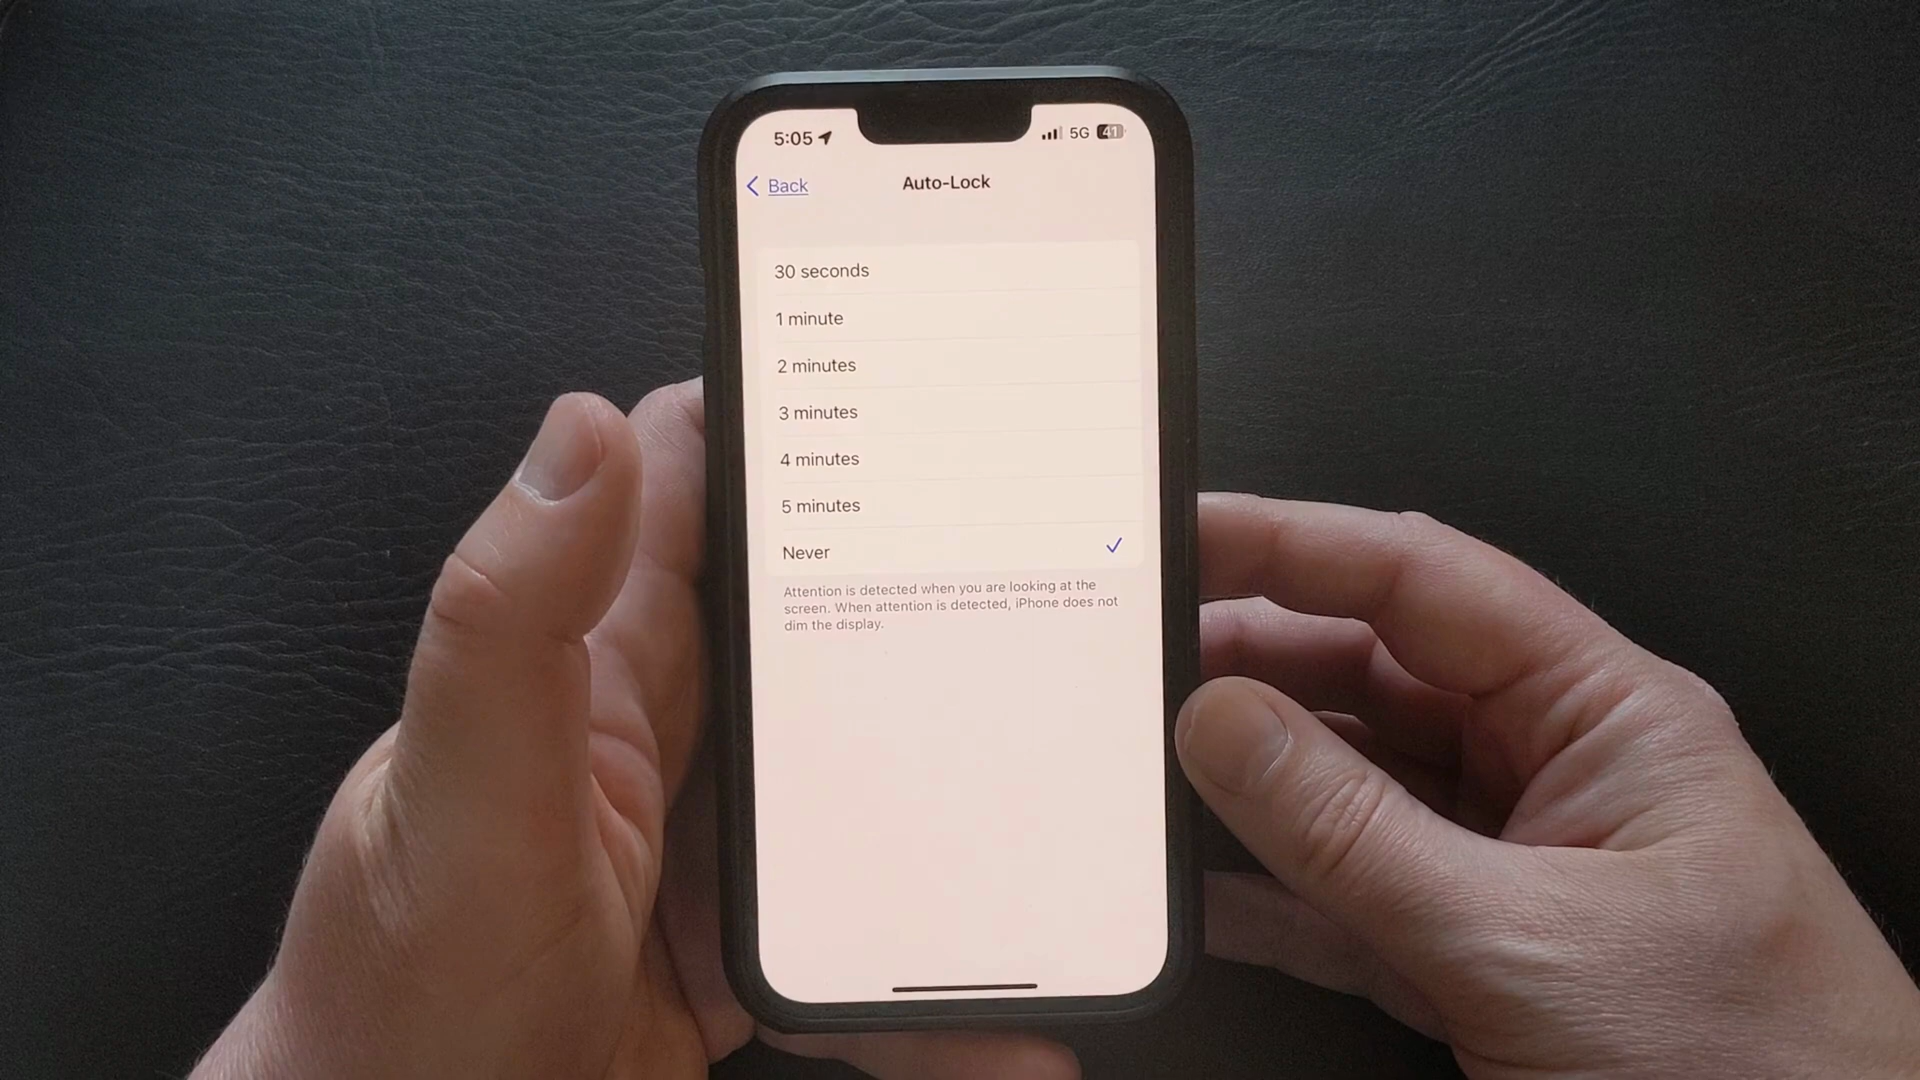 5:05 5G 41
Back Auto-Lock
30 seconds
1 minute
2 minutes
3 minutes
4 minutes
5 minutes
Never
Attention is detected when you are looking at the
screen. When attention is detected, iPhone does not
dim the display.